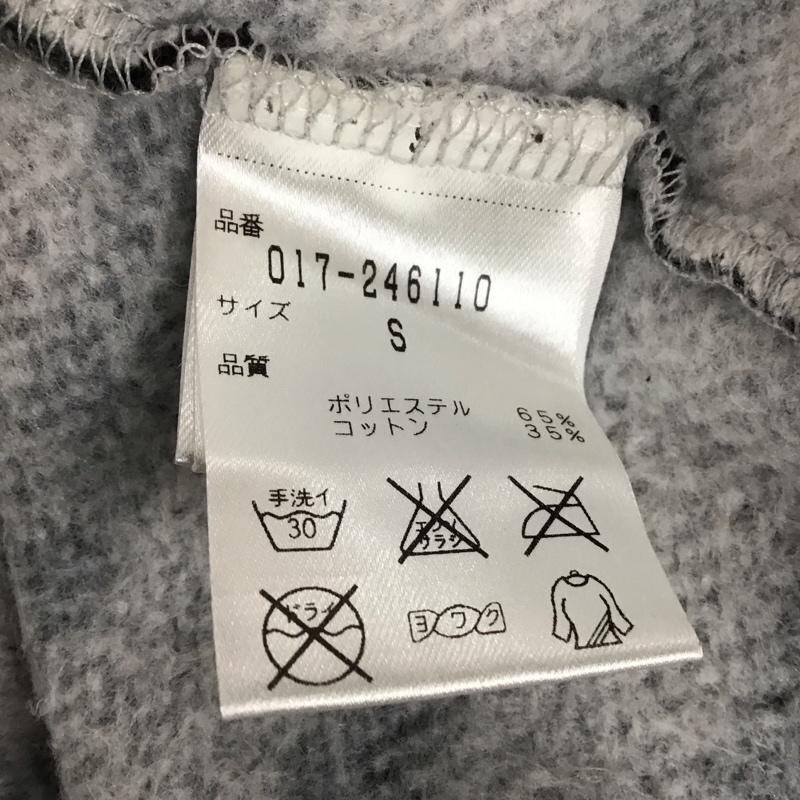 品番
017-246110
サイズ
S
品質
ポリエステル 65%
コットン 35%
手洗イ
30
エンソ
サラシ
ドライ
ヨワク